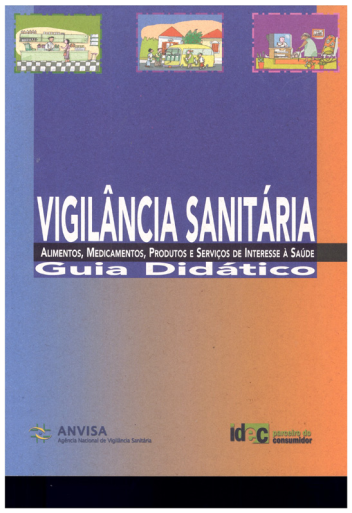 VIGILÂNCIA SANITÁRIA
ALIMENTOS, MEDICAMENTOS, PRODUTOS E SERVIÇOS DE INTERESSE À SAÚDE
Guia Didático
ANVISA
Agência Nacional de Vigilância Sanitária
idec parceiro do
consumidor